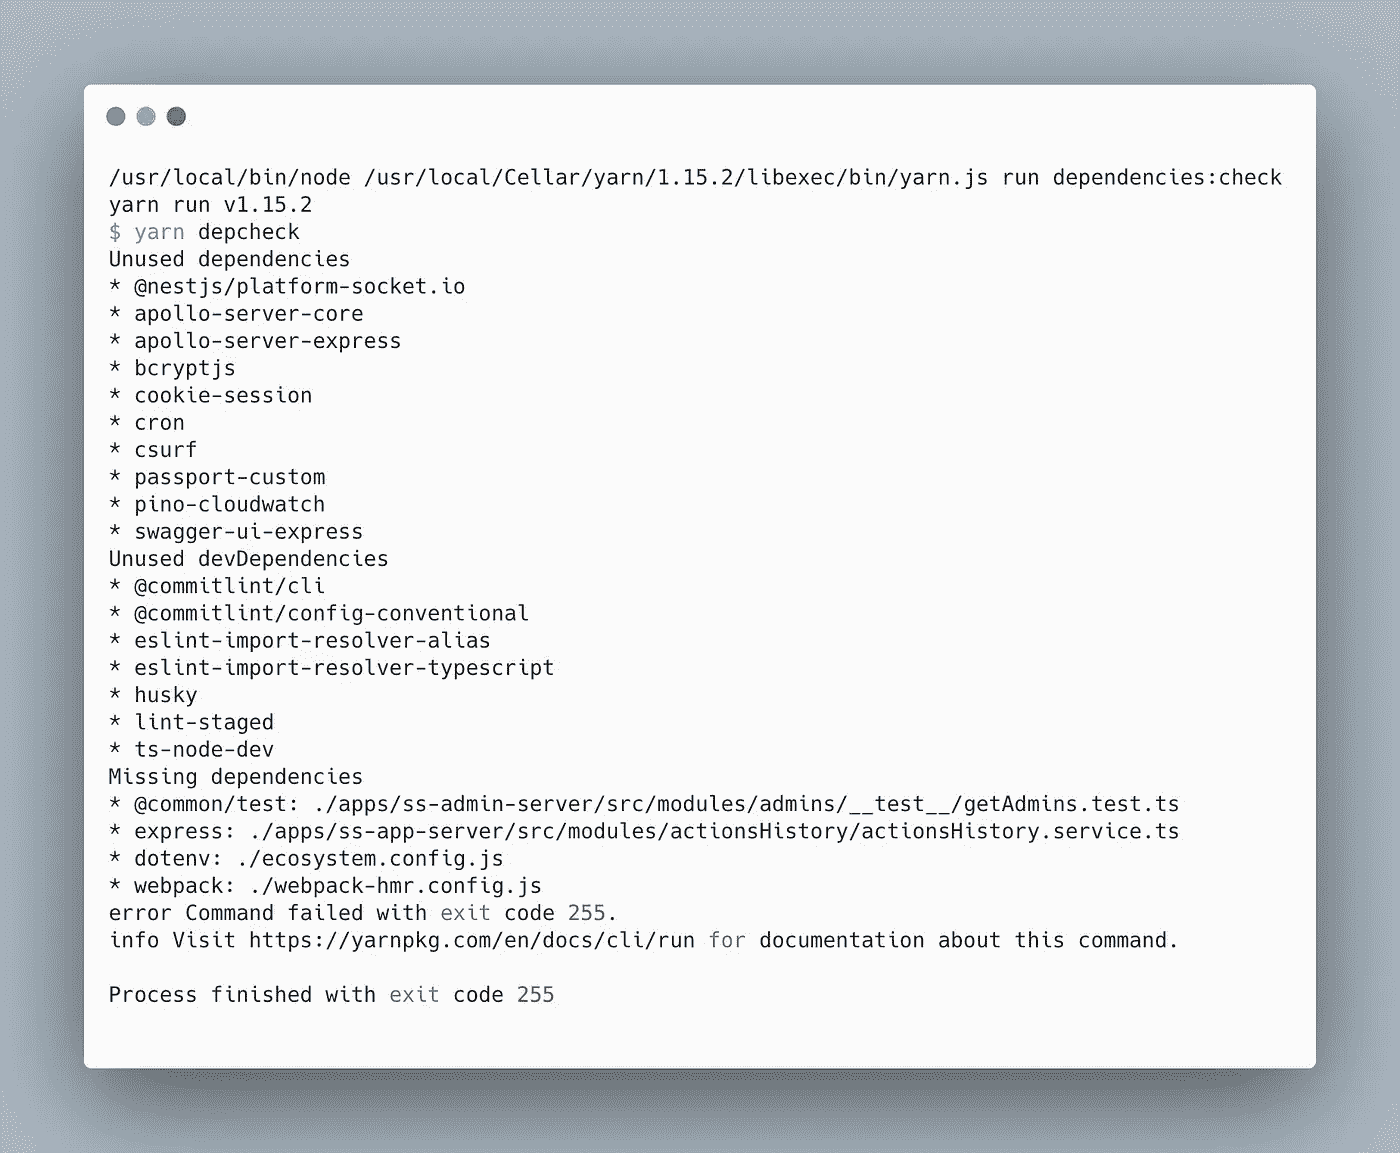 /usr/local/bin/node /usr/local/Cellar/yarn/1.15.2/libexec/bin/yarn.js run dependencies:check
yarn run v1.15.2
$ yarn depcheck
Unused dependencies
* @nestjs/platform-socket.io
* apollo-server-core
* apollo-server-express
* bcryptjs
* cookie-session
* cron
* csurf
* passport-custom
* pino-cloudwatch
* swagger-ui-express
Unused devDependencies
* @commitlint/cli
* @commitlint/config-conventional
* eslint-import-resolver-alias
* eslint-import-resolver-typescript
* husky
* lint-staged
* ts-node-dev
Missing dependencies
* @common/test: ./apps/ss-admin-server/src/modules/admins/__test__/getAdmins.test.ts
* express: ./apps/ss-app-server/src/modules/actionsHistory/actionsHistory.service.ts
* dotenv: ./ecosystem.config.js
* webpack: ./webpack-hmr.config.js
error Command failed with exit code 255.
info Visit https://yarnpkg.com/en/docs/cli/run for documentation about this command.
Process finished with exit code 255